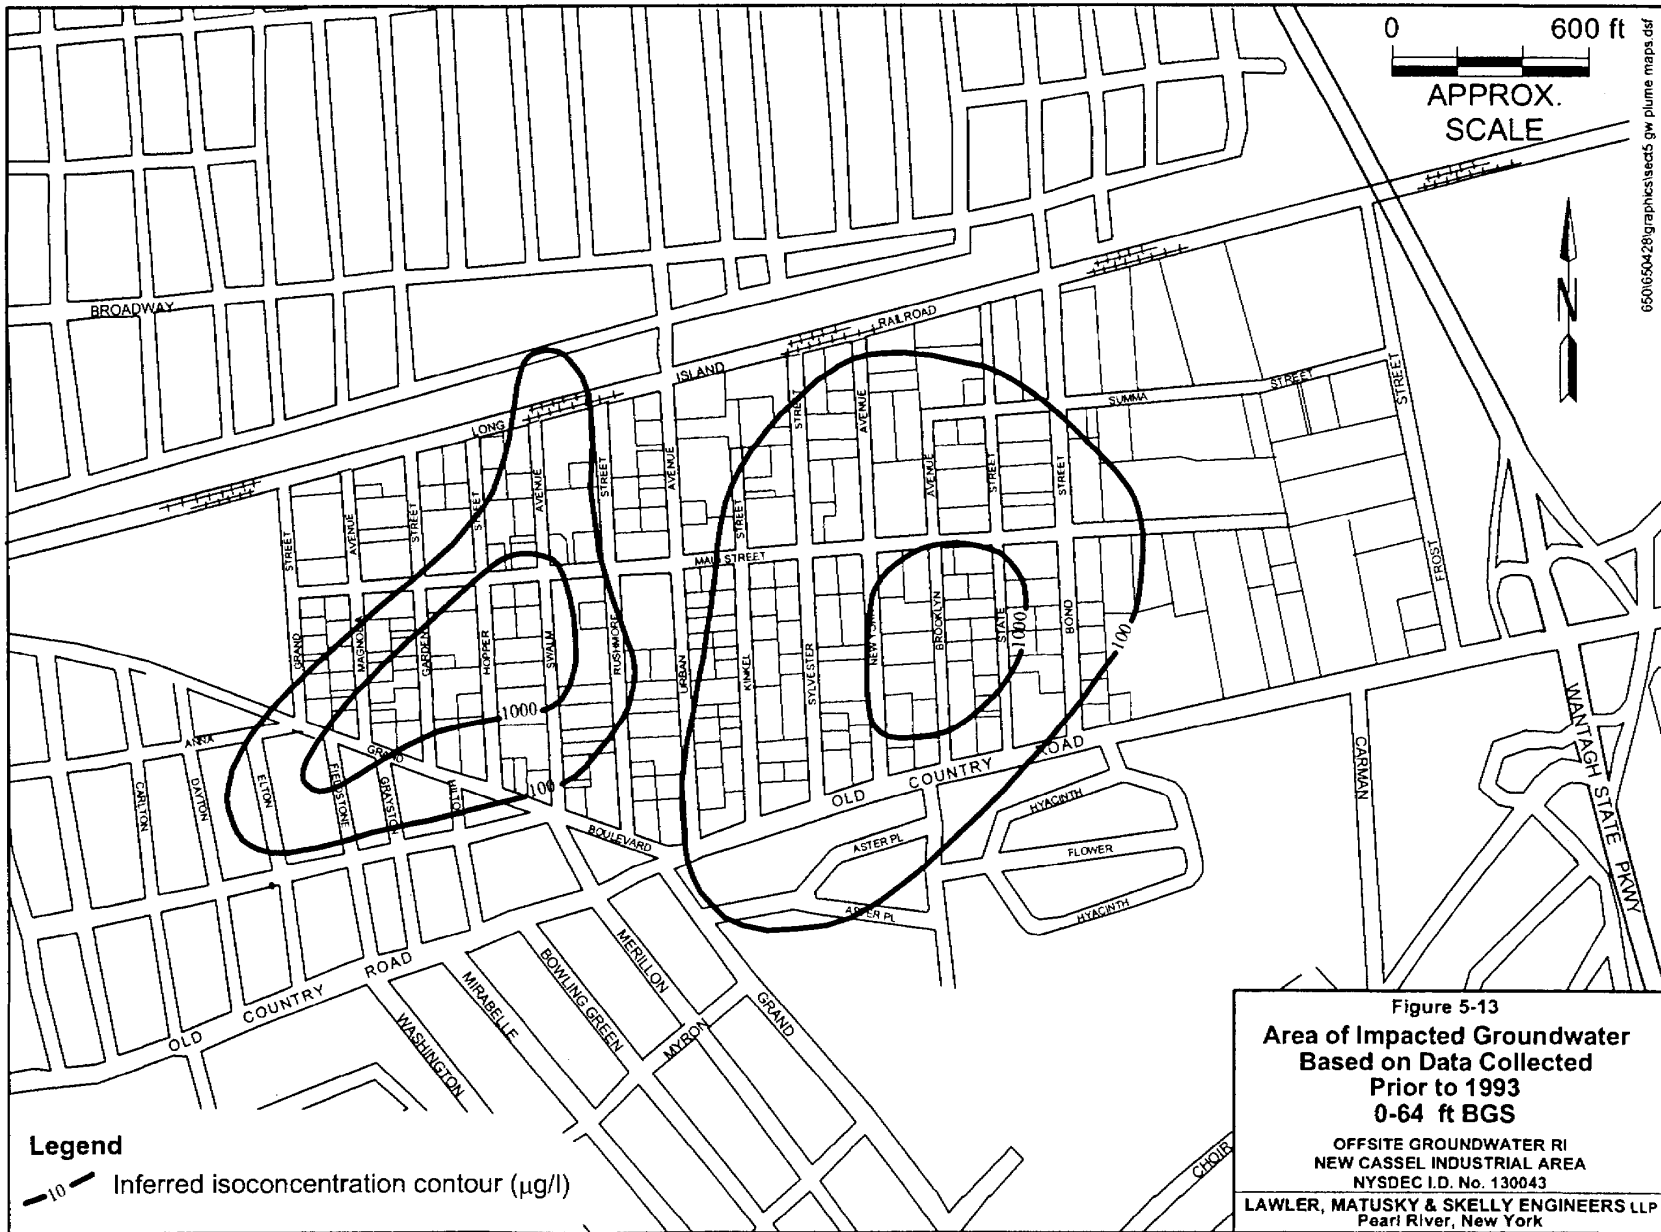 0 600 ft
APPROX.
SCALE
650\650428\graphics\sect5 gw plume maps.dsf
N
BROADWAY
LONG
ISLAND
RAILROAD
SUMMA
STREET
STREET
FROST
STREET
AVENUE
STREET
STREET
AVENUE
STREET
AVENUE
STREET
STREET
AVENUE
AVENUE
STREET
STREET
MAIN STREET
GRAND
MAGNOLIA
GARDEN
HOPPER
SWALM
RUSHMORE
URBAN
KINKEL
SYLVESTER
NEW YORK
BROOKLYN
STATE
BOND
1000
100
1000
100
ANNA
GRAND
BOULEVARD
CARLTON
DAYTON
ELTON
FIELDSTONE
GRAYSTON
HILTON
OLD
COUNTRY
ROAD
HYACINTH
ASTER PL
FLOWER
ASTER PL
HYACINTH
CARMAN
WANTAGH STATE PKWY
OLD
COUNTRY
ROAD
WASHINGTON
MIRABELLE
BOWLING GREEN
MERILLON
MYRON
GRAND
CHOIR
Legend
10 Inferred isoconcentration contour (µg/l)
Figure 5-13
Area of Impacted Groundwater
Based on Data Collected
Prior to 1993
0-64 ft BGS
OFFSITE GROUNDWATER RI
NEW CASSEL INDUSTRIAL AREA
NYSDEC I.D. No. 130043
LAWLER, MATUSKY & SKELLY ENGINEERS LLP
Pearl River, New York